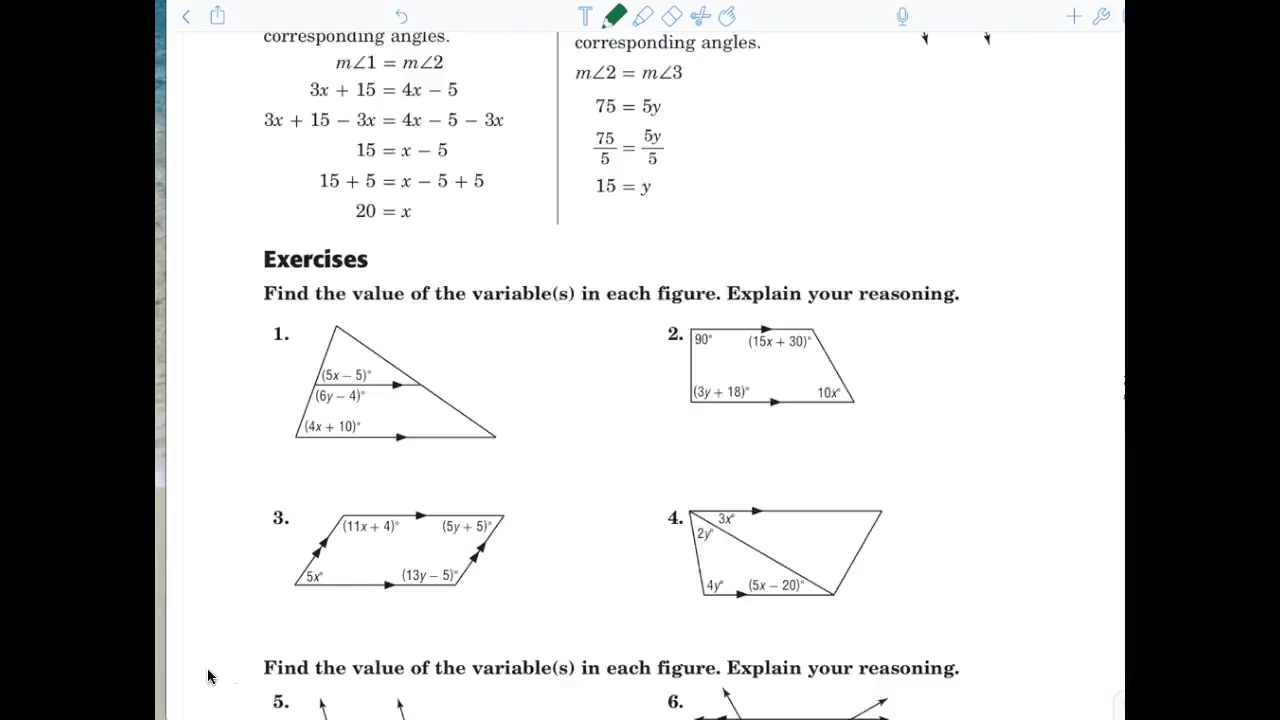 corresponding angles.
m∠1 = m∠2
3x + 15 = 4x − 5
3x + 15 − 3x = 4x − 5 − 3x
15 = x − 5
15 + 5 = x − 5 + 5
20 = x
corresponding angles.
m∠2 = m∠3
75 = 5y
75/5 = 5y/5
15 = y
Exercises
Find the value of the variable(s) in each figure. Explain your reasoning.
1.
(5x − 5)°
(6y − 4)°
(4x + 10)°
2.
90°
(15x + 30)°
(3y + 18)°
10x°
3.
(11x + 4)°
(5y + 5)°
5x°
(13y − 5)°
4.
3x°
2y°
4y°
(5x − 20)°
Find the value of the variable(s) in each figure. Explain your reasoning.
5.
6.